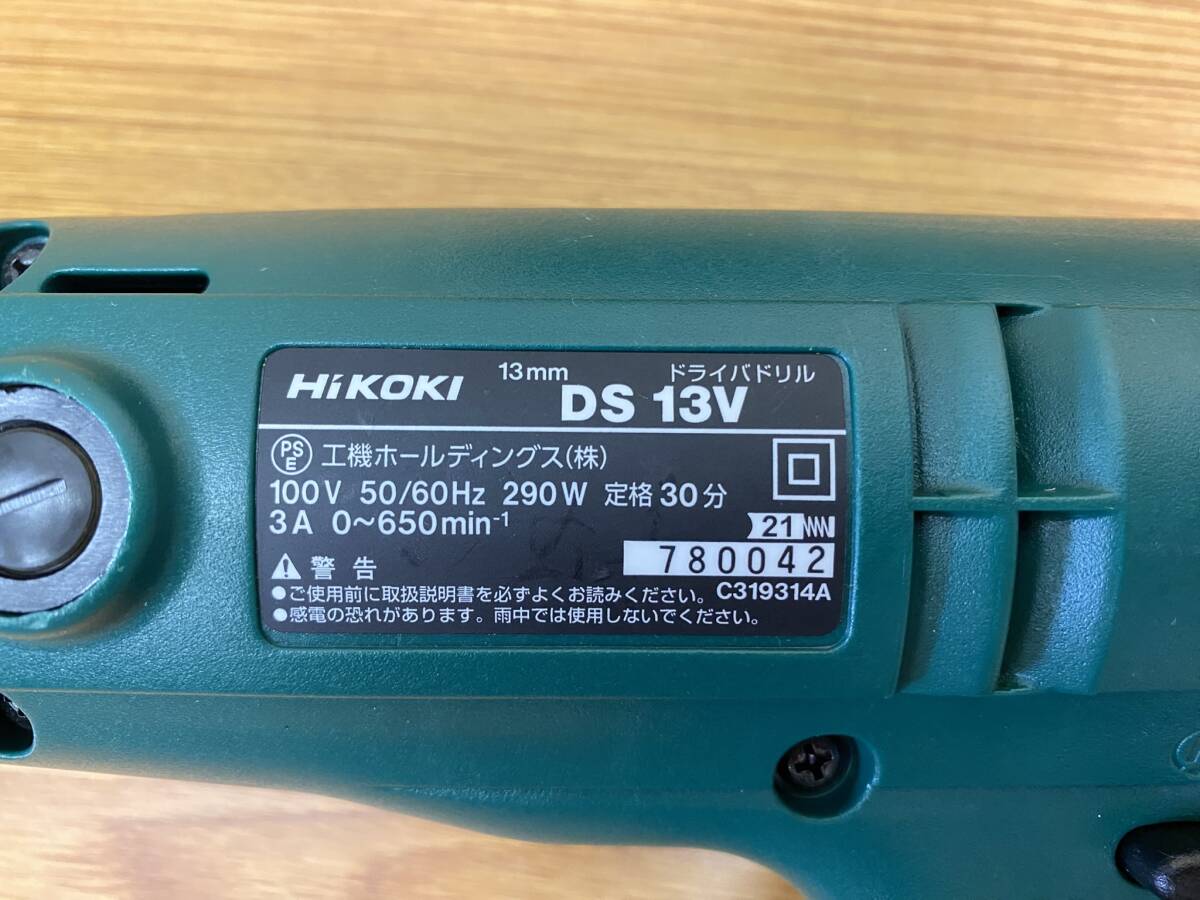 HiKOKI 13mm ドライバドリル
DS 13V
PS
E
工機ホールディングス(株)
100V 50/60Hz 290W 定格 30分
3A 0~650min-1
21
警告
780042
●ご使用前に取扱説明書を必ずよくお読みください。 C319314A
●感電の恐れがあります。雨中では使用しないでください。